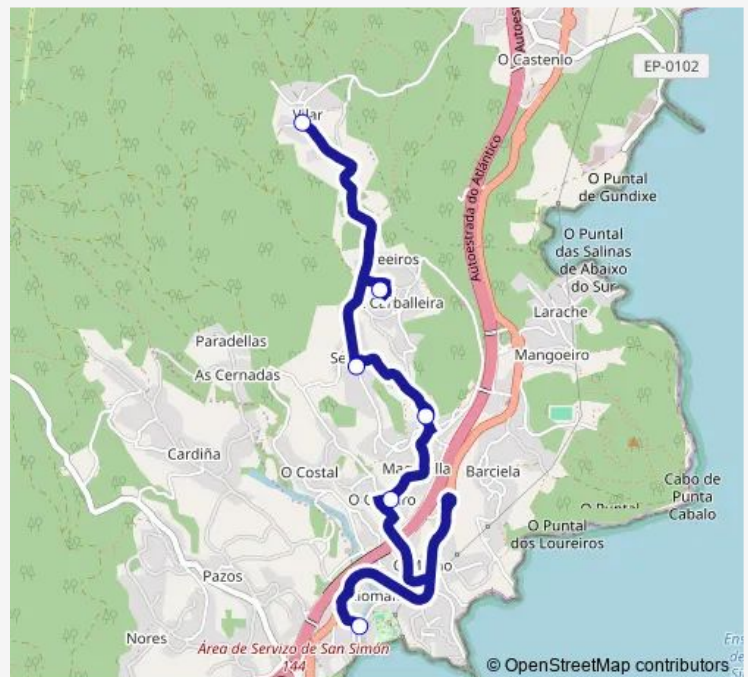 O Castenlo
EP-0102
Autoestrada do Atlántico
Vilar
O Puntal
de Gundixe
O Puntal
das Salinas
de Abaixo
do Sur
Larache
Mangoeiro
Paradellas
As Cernadas
Cardiña
O Costal
Barciela
Cabo de
Punta
Cabalo
O Puntal
O Puntal
dos Loureiros
Pazos
Nores
Área de Servizo de San Simón
144
© OpenStreetMap contributors